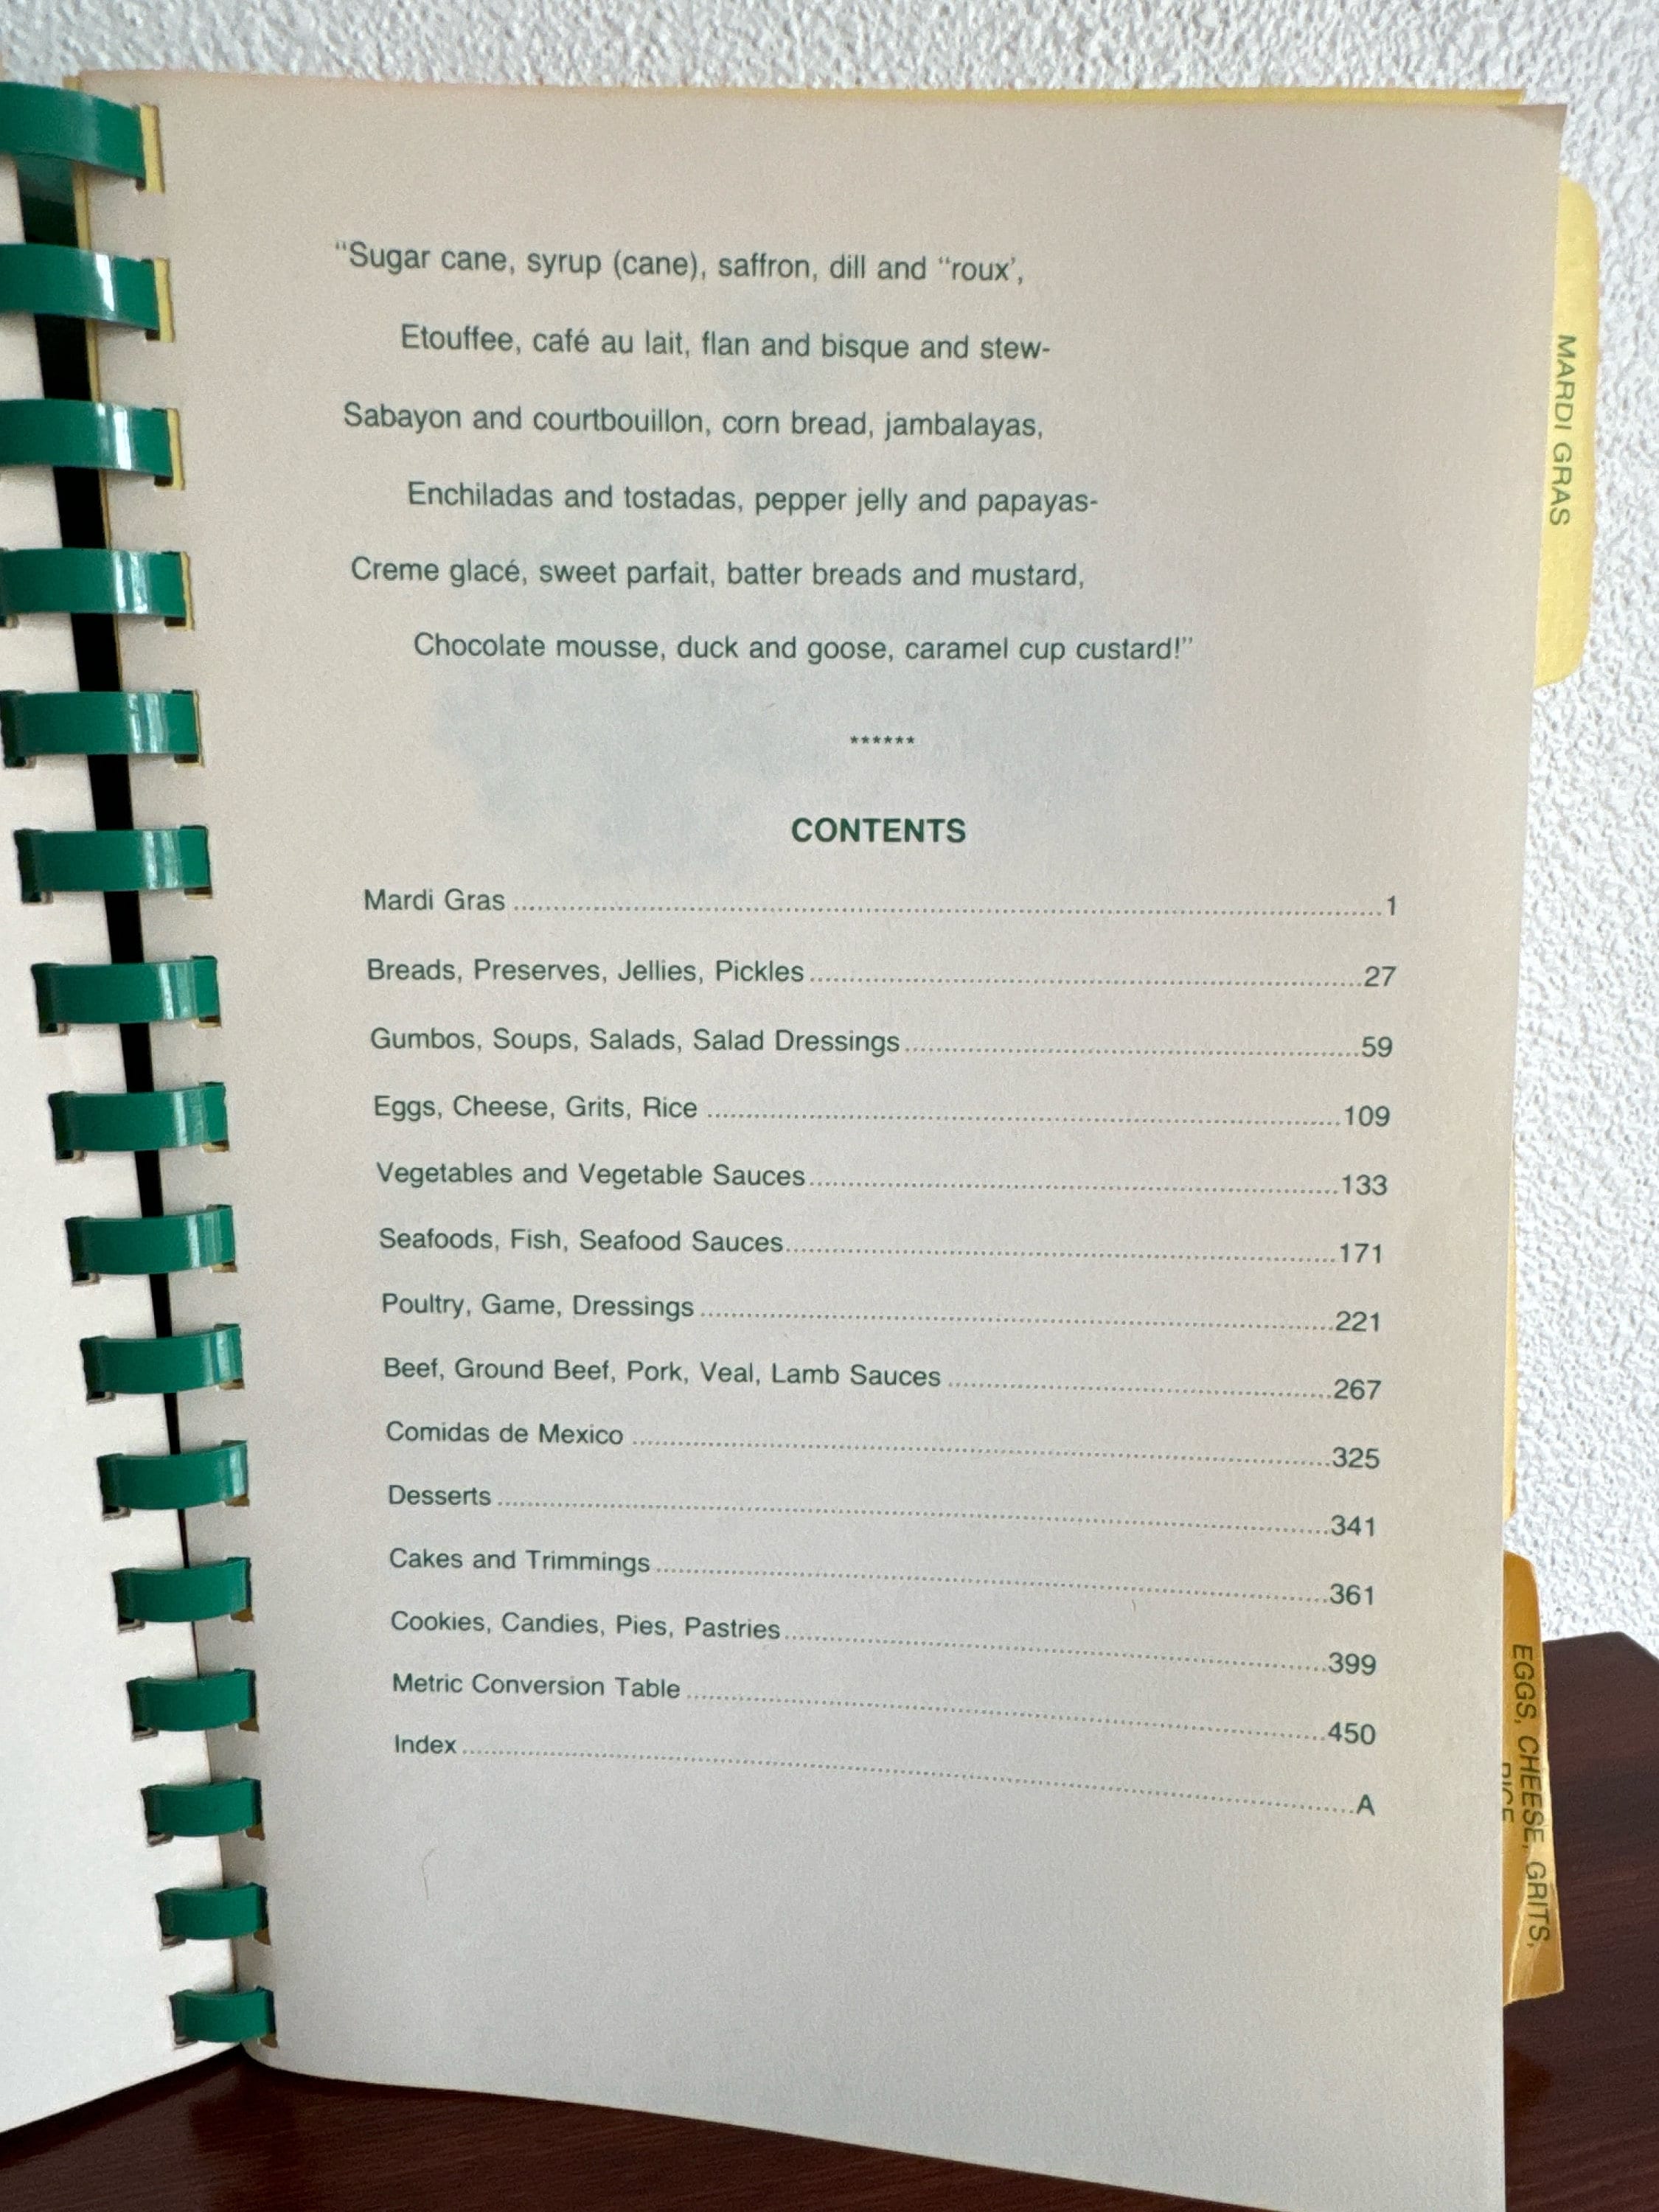 “Sugar cane, syrup (cane), saffron, dill and “roux’,
Etouffee, café au lait, flan and bisque and stew-
Sabayon and courtbouillon, corn bread, jambalayas,
Enchiladas and tostadas, pepper jelly and papayas-
Creme glacé, sweet parfait, batter breads and mustard,
Chocolate mousse, duck and goose, caramel cup custard!”
******
CONTENTS
Mardi Gras ........ 1
Breads, Preserves, Jellies, Pickles ........ 27
Gumbos, Soups, Salads, Salad Dressings ........ 59
Eggs, Cheese, Grits, Rice ........ 109
Vegetables and Vegetable Sauces ........ 133
Seafoods, Fish, Seafood Sauces ........ 171
Poultry, Game, Dressings ........ 221
Beef, Ground Beef, Pork, Veal, Lamb Sauces ........ 267
Comidas de Mexico ........ 325
Desserts ........ 341
Cakes and Trimmings ........ 361
Cookies, Candies, Pies, Pastries ........ 399
Metric Conversion Table ........ 450
Index ........ A
MARDI GRAS
EGGS, CHEESE, GRITS,
RICE